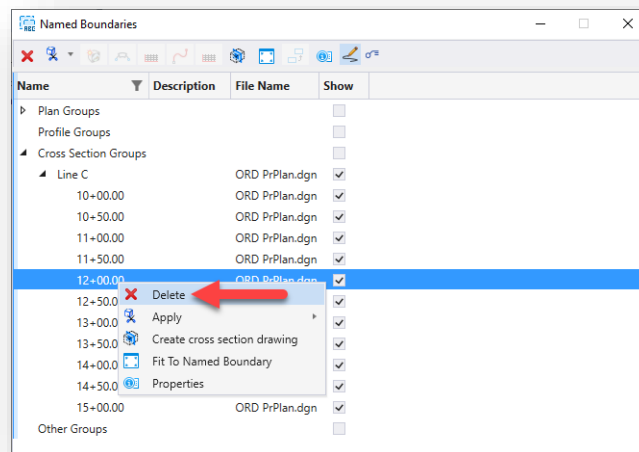 Named Boundaries
Name Description File Name Show
Plan Groups
Profile Groups
Cross Section Groups
Line C ORD PrPlan.dgn
10+00.00 ORD PrPlan.dgn
10+50.00 ORD PrPlan.dgn
11+00.00 ORD PrPlan.dgn
11+50.00 ORD PrPlan.dgn
12+00.00 ORD PrPlan.dgn
12+50.0
Delete
13+00.0
Apply
13+50.0
Create cross section drawing
14+00.0
Fit To Named Boundary
14+50.0
Properties
15+00.00 ORD PrPlan.dgn
Other Groups